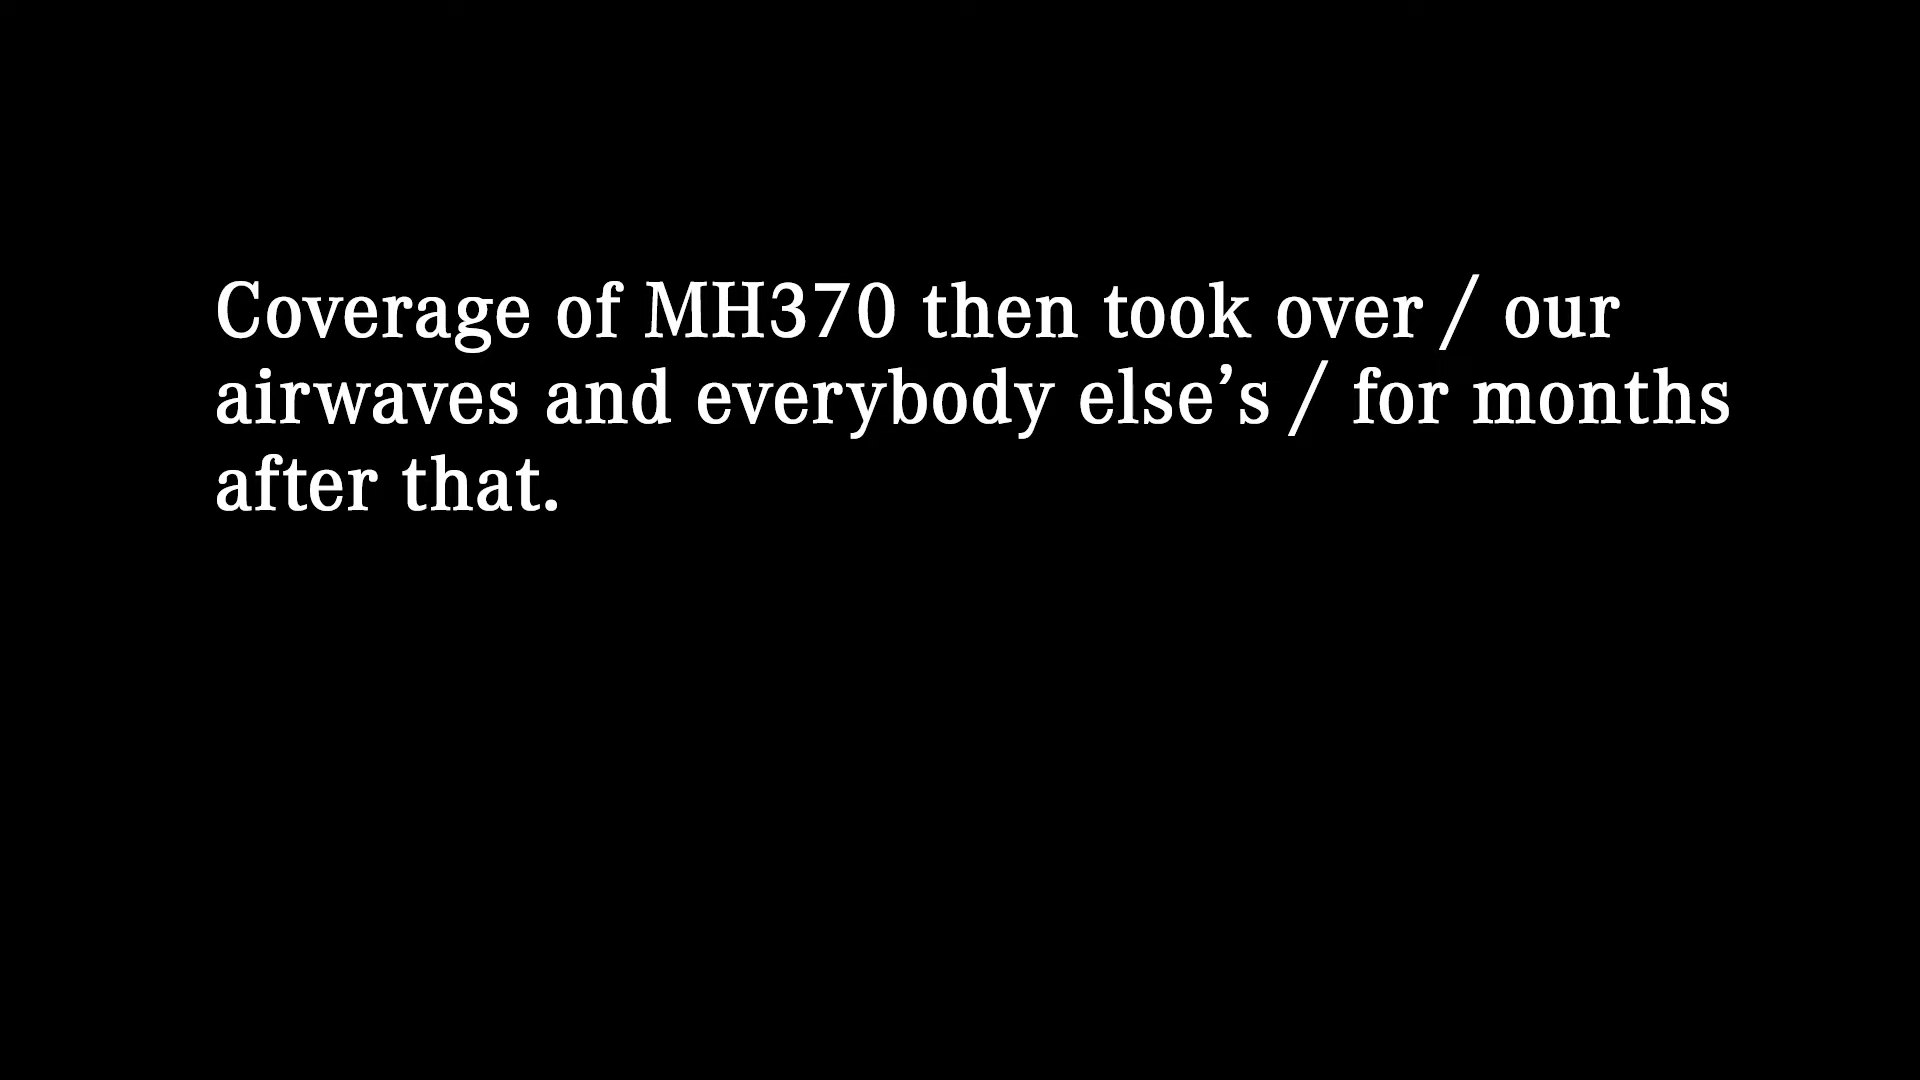 Coverage of MH370 then took over / our
airwaves and everybody else’s / for months
after that.